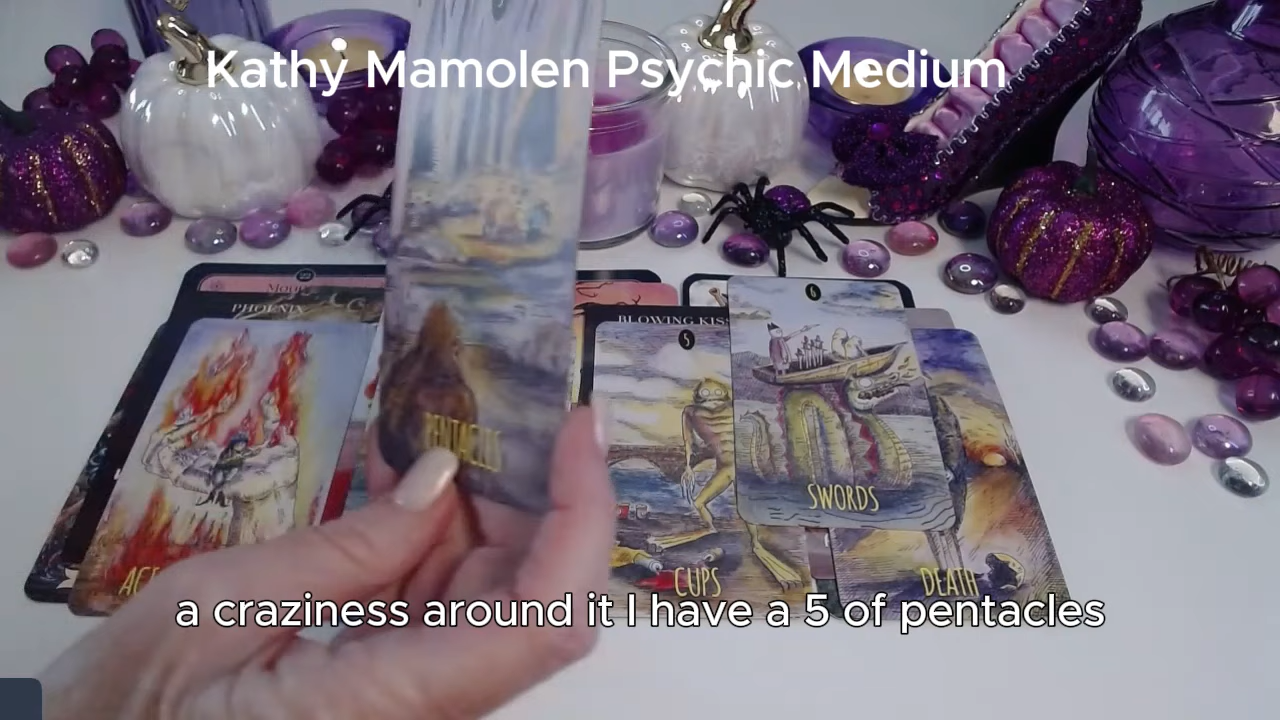 Kathy Mamolen Psychic Medium
PHOENIX
BLOWING KISS
5
6
PENTACLES
SWORDS
CUPS
DEATH
a craziness around it I have a 5 of pentacles